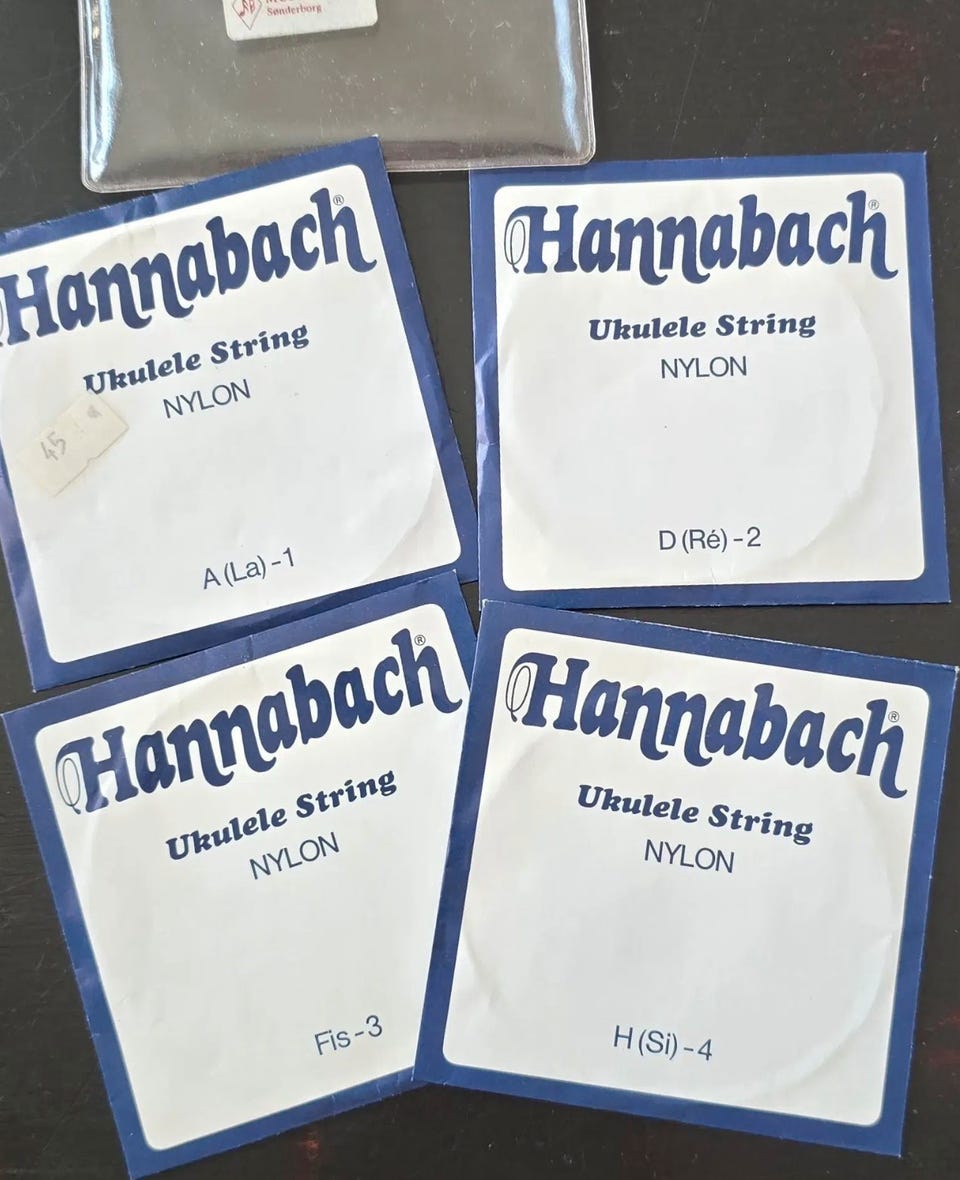 Sønderborg
Hannabach®
Ukulele String
NYLON
45
A (La) - 1
Hannabach®
Ukulele String
NYLON
D (Ré) - 2
Hannabach®
Ukulele String
NYLON
Fis - 3
Hannabach®
Ukulele String
NYLON
H (Si) - 4